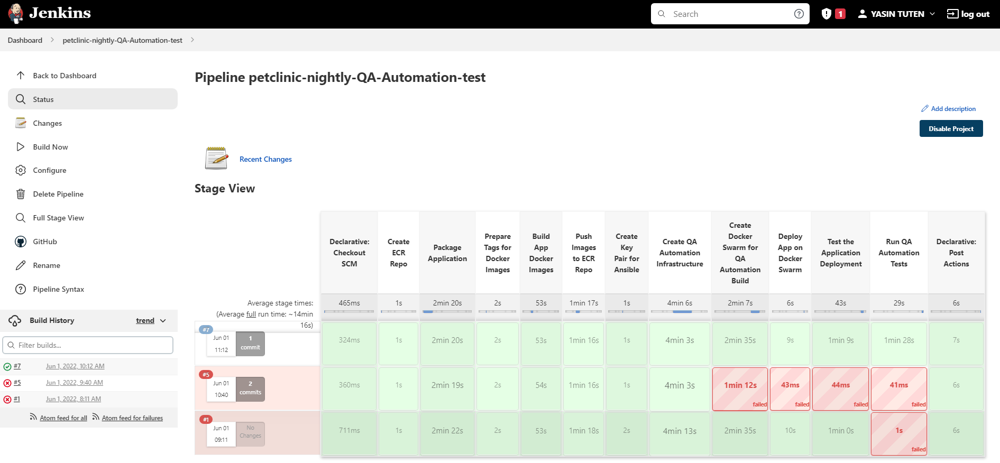 Jenkins
Search
1
YASIN TUTEN
log out
Dashboard
petclinic-nightly-QA-Automation-test
Back to Dashboard
Status
Changes
Build Now
Configure
Delete Pipeline
Full Stage View
GitHub
Rename
Pipeline Syntax
Build History
trend
Filter builds...
#7
Jun 1, 2022, 10:12 AM
#5
Jun 1, 2022, 9:40 AM
#1
Jun 1, 2022, 8:11 AM
Atom feed for all
Atom feed for failures
Pipeline petclinic-nightly-QA-Automation-test
Add description
Disable Project
Recent Changes
Stage View
Declarative:
Checkout
SCM
Create
ECR
Repo
Package
Application
Prepare
Tags for
Docker
Images
Build
App
Docker
Images
Push
Images
to ECR
Repo
Create
Key
Pair for
Ansible
Create QA
Automation
Infrastructure
Create
Docker
Swarm for
QA
Automation
Build
Deploy
App on
Docker
Swarm
Test the
Application
Deployment
Run QA
Automation
Tests
Declarative:
Post
Actions
Average stage times:
(Average full run time: ~14min
16s)
465ms
1s
2min 20s
2s
53s
1min 17s
1s
4min 6s
2min 7s
6s
43s
29s
6s
#7
Jun 01
11:12
1
commit
324ms
1s
2min 20s
2s
53s
1min 16s
1s
4min 3s
2min 35s
9s
1min 9s
1min 28s
7s
#5
Jun 01
10:40
2
commits
360ms
1s
2min 19s
2s
54s
1min 16s
1s
4min 3s
1min 12s
failed
43ms
failed
44ms
failed
41ms
failed
6s
#1
Jun 01
09:11
No
Changes
711ms
1s
2min 22s
2s
53s
1min 18s
2s
4min 13s
2min 35s
10s
1min 0s
1s
failed
6s